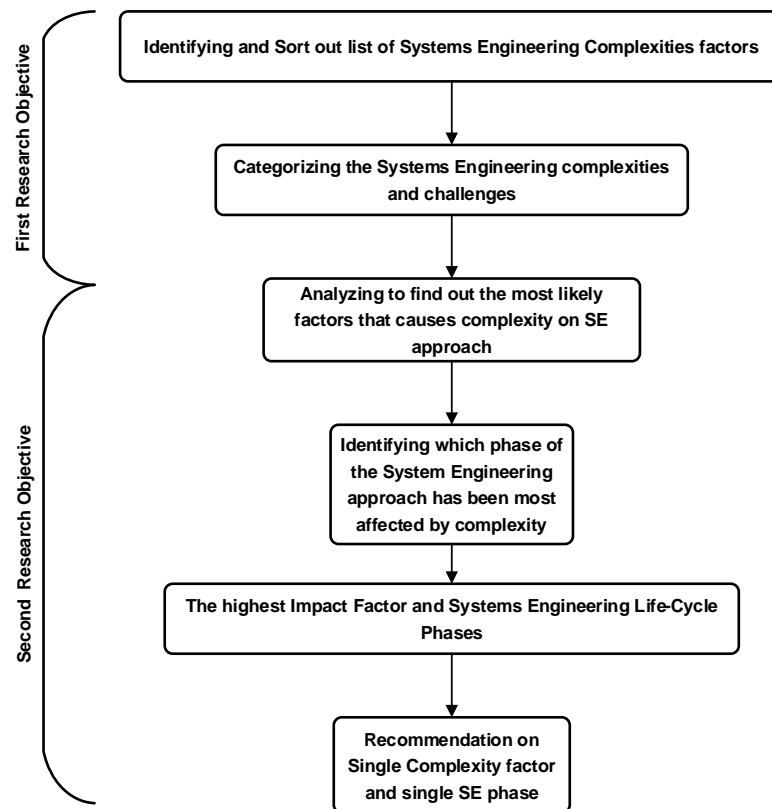 First Research Objective
Identifying and Sort out list of Systems Engineering Complexities factors
Categorizing the Systems Engineering complexities
and challenges
Second Research Objective
Analyzing to find out the most likely
factors that causes complexity on SE
approach
Identifying which phase of
the System Engineering
approach has been most
affected by complexity
The highest Impact Factor and Systems Engineering Life-Cycle
Phases
Recommendation on
Single Complexity factor
and single SE phase